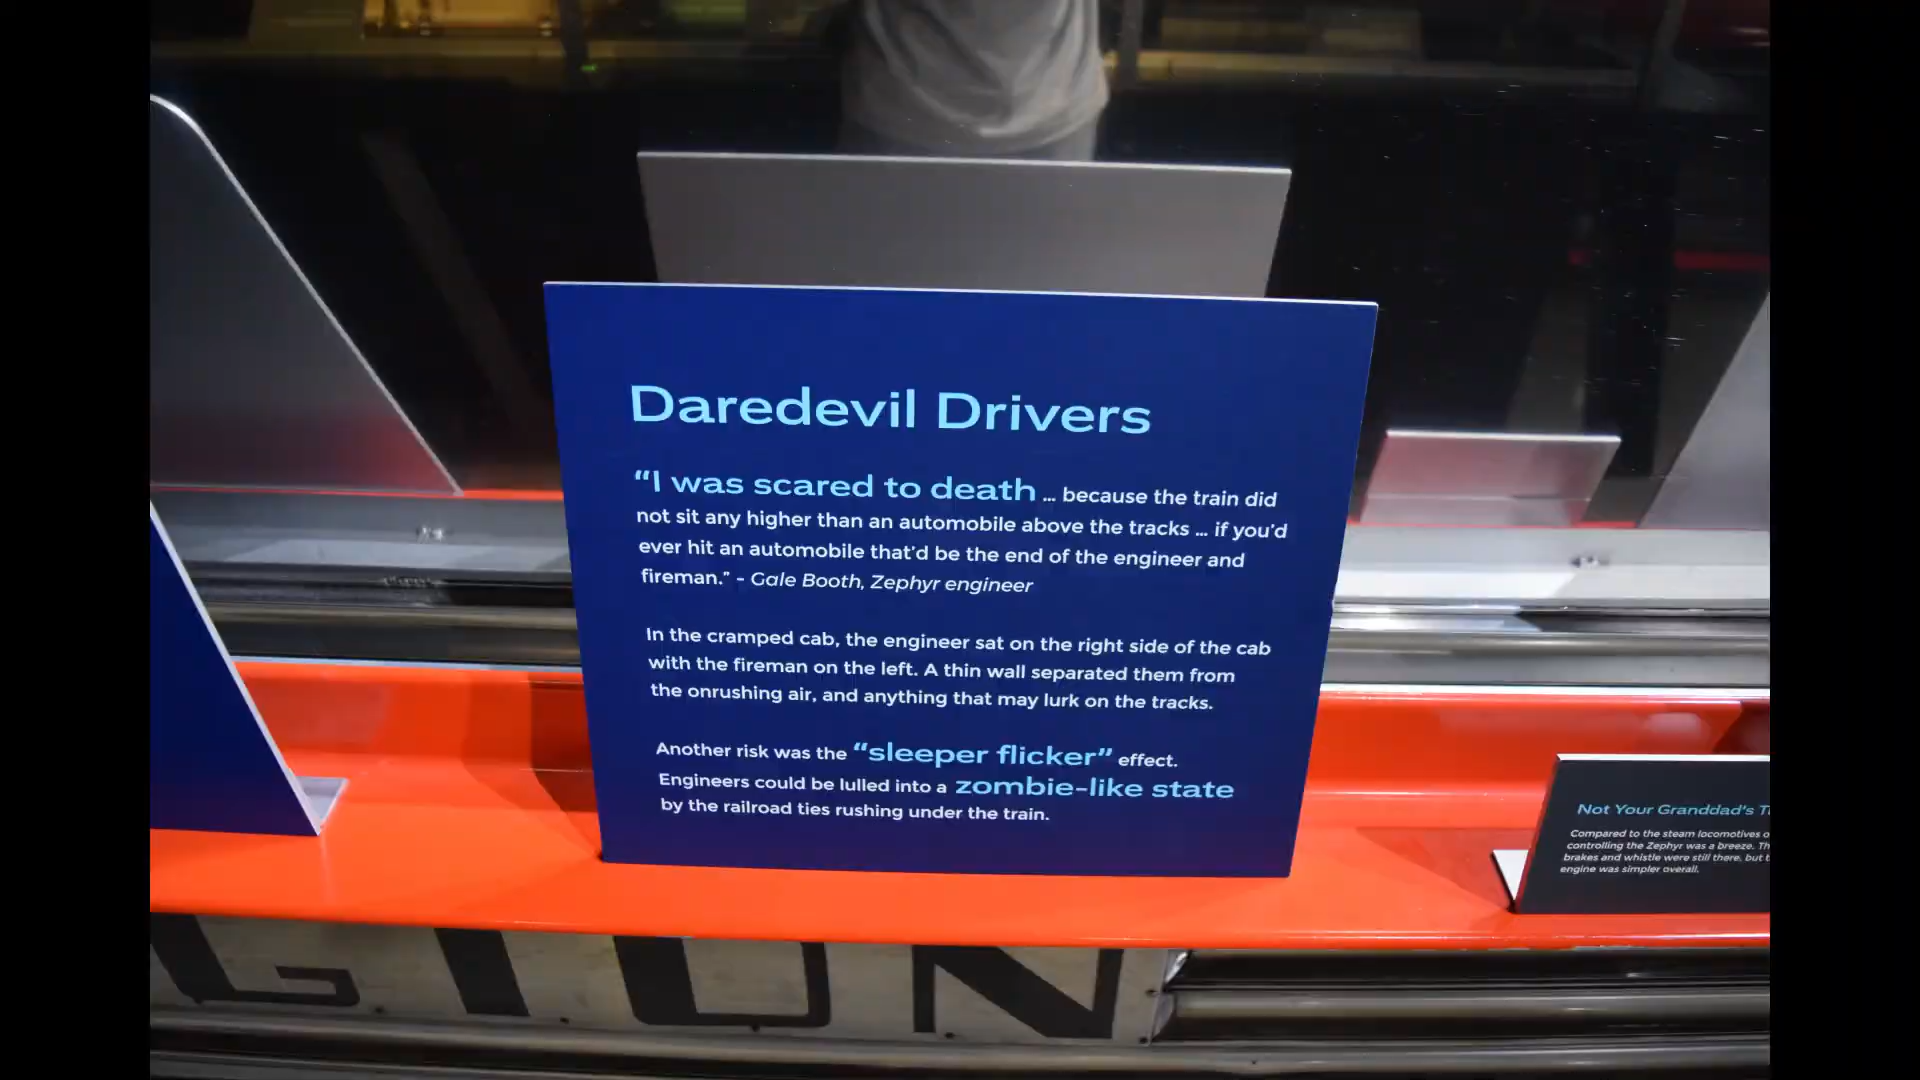 Daredevil Drivers
“I was scared to death ... because the train did
not sit any higher than an automobile above the tracks ... if you’d
ever hit an automobile that’d be the end of the engineer and
fireman.” - Gale Booth, Zephyr engineer
In the cramped cab, the engineer sat on the right side of the cab
with the fireman on the left. A thin wall separated them from
the onrushing air, and anything that may lurk on the tracks.
Another risk was the “sleeper flicker” effect.
Engineers could be lulled into a zombie-like state
by the railroad ties rushing under the train.
Not Your Granddad's
Compared to the steam locomotives
controlling the Zephyr was a breeze.
brakes and whistle were still there, but
engine was simpler overall.